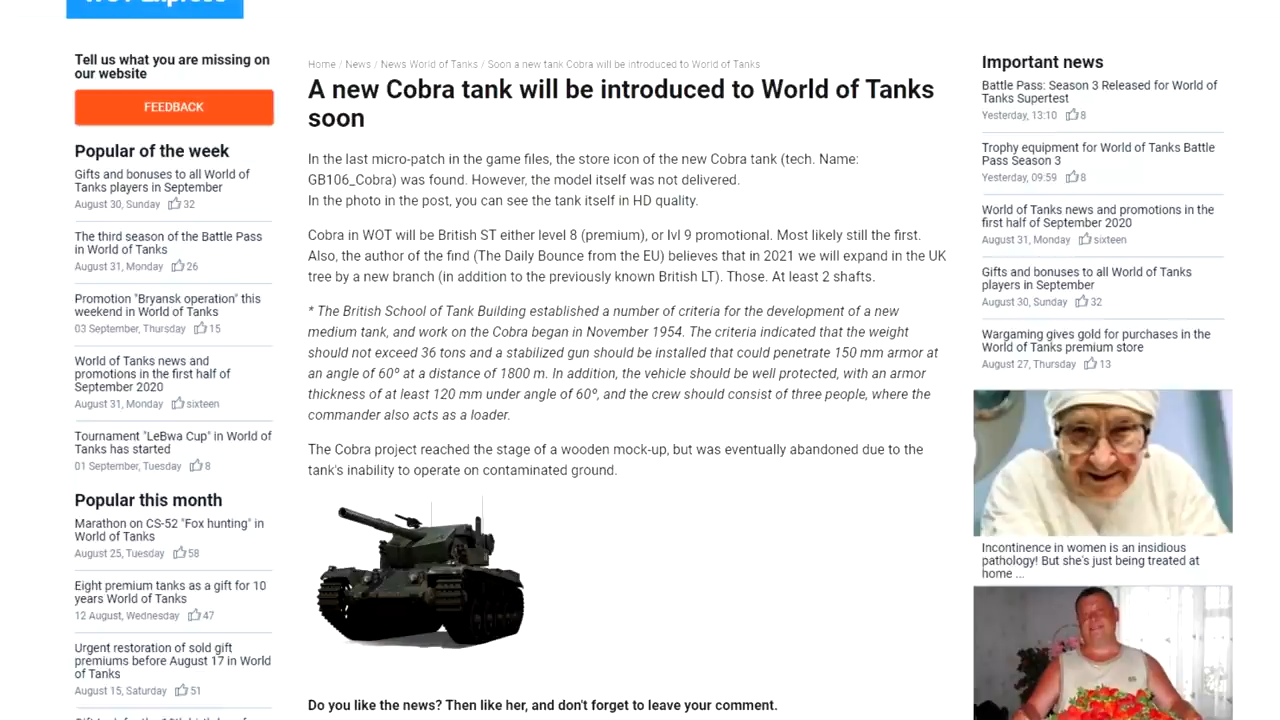 WOT Express
Tell us what you are missing on
our website
FEEDBACK
Popular of the week
Gifts and bonuses to all World of
Tanks players in September
August 30, Sunday 32
The third season of the Battle Pass
in World of Tanks
August 31, Monday 26
Promotion "Bryansk operation" this
weekend in World of Tanks
03 September, Thursday 15
World of Tanks news and
promotions in the first half of
September 2020
August 31, Monday sixteen
Tournament "LeBwa Cup" in World of
Tanks has started
01 September, Tuesday 8
Popular this month
Marathon on CS-52 "Fox hunting" in
World of Tanks
August 25, Tuesday 58
Eight premium tanks as a gift for 10
years World of Tanks
12 August, Wednesday 47
Urgent restoration of sold gift
premiums before August 17 in World
of Tanks
August 15, Saturday 51
Home / News / News World of Tanks / Soon a new tank Cobra will be introduced to World of Tanks
A new Cobra tank will be introduced to World of Tanks
soon
In the last micro-patch in the game files, the store icon of the new Cobra tank (tech. Name:
GB106_Cobra) was found. However, the model itself was not delivered.
In the photo in the post, you can see the tank itself in HD quality.
Cobra in WOT will be British ST either level 8 (premium), or lvl 9 promotional. Most likely still the first.
Also, the author of the find (The Daily Bounce from the EU) believes that in 2021 we will expand in the UK
tree by a new branch (in addition to the previously known British LT). Those. At least 2 shafts.
* The British School of Tank Building established a number of criteria for the development of a new
medium tank, and work on the Cobra began in November 1954. The criteria indicated that the weight
should not exceed 36 tons and a stabilized gun should be installed that could penetrate 150 mm armor at
an angle of 60º at a distance of 1800 m. In addition, the vehicle should be well protected, with an armor
thickness of at least 120 mm under angle of 60º, and the crew should consist of three people, where the
commander also acts as a loader.
The Cobra project reached the stage of a wooden mock-up, but was eventually abandoned due to the
tank's inability to operate on contaminated ground.
Do you like the news? Then like her, and don't forget to leave your comment.
Important news
Battle Pass: Season 3 Released for World of
Tanks Supertest
Yesterday, 13:10 8
Trophy equipment for World of Tanks Battle
Pass Season 3
Yesterday, 09:59 8
World of Tanks news and promotions in the
first half of September 2020
August 31, Monday sixteen
Gifts and bonuses to all World of Tanks
players in September
August 30, Sunday 32
Wargaming gives gold for purchases in the
World of Tanks premium store
August 27, Thursday 13
Incontinence in women is an insidious
pathology! But she's just being treated at
home ...